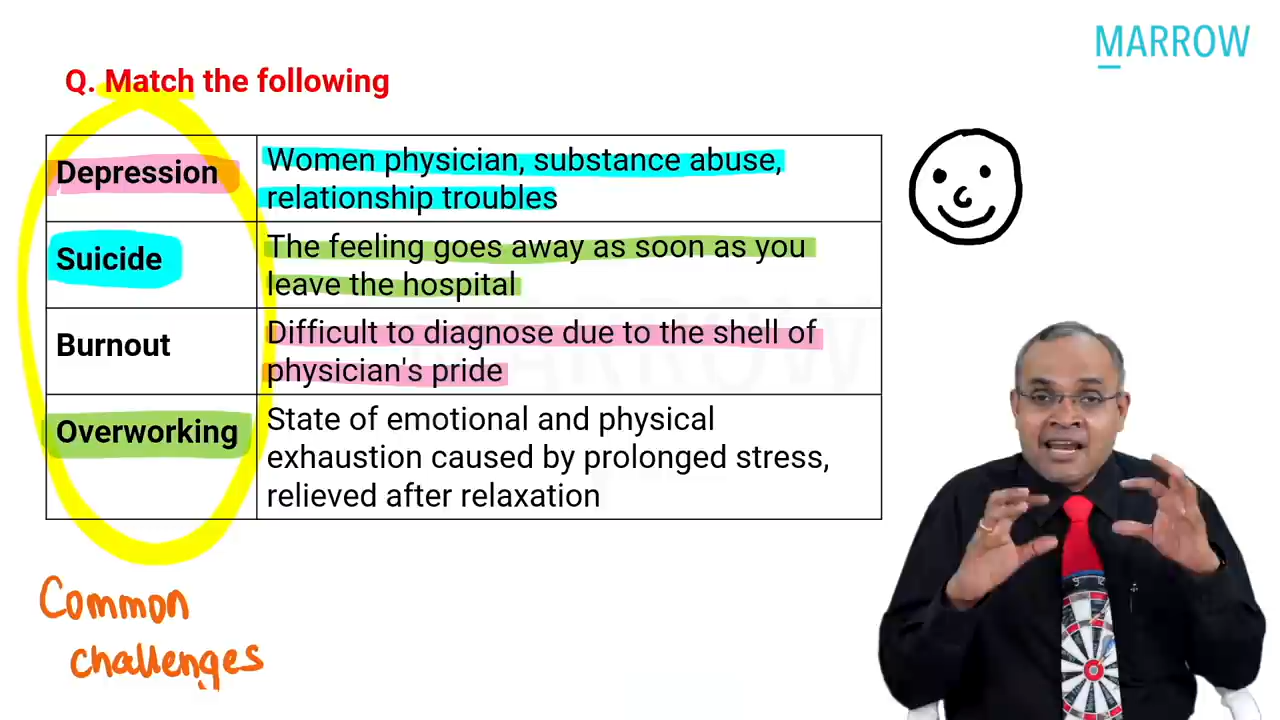 MARROW
Q. Match the following
Depression
Women physician, substance abuse,
relationship troubles
Suicide
The feeling goes away as soon as you
leave the hospital
Burnout
Difficult to diagnose due to the shell of
physician's pride
Overworking
State of emotional and physical
exhaustion caused by prolonged stress,
relieved after relaxation
MARROW
Common
challenges